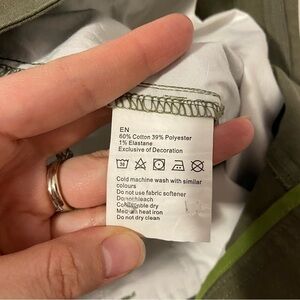 EN
60% Cotton 39% Polyester
1% Elastane
Exclusive of Decoration
Cold machine wash with similar
colours
Do not use fabric softener
Do not bleach
dry
heat iron
Do not dry clean